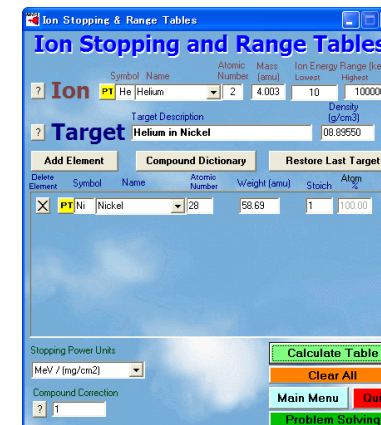 Ion Stopping & Range Tables
Ion Stopping and Range Tables
Atomic Mass Ion Energy Range
Symbol Name Number (amu) Lowest Highest
? Ion PT He Helium 2 4.003 10 10000
Target Description Density
(g/cm3)
? Target Helium in Nickel 08.89550
Add Element Compound Dictionary Restore Last Target
Delete
Element Symbol Name Atomic
Number Weight (amu) Stoich Atom
%
X PT Ni Nickel 28 58.69 1 100.00
Stopping Power Units
MeV / (mg/cm2)
Calculate Table
Clear All
Compound Correction
? 1
Main Menu Qui
Problem Solving